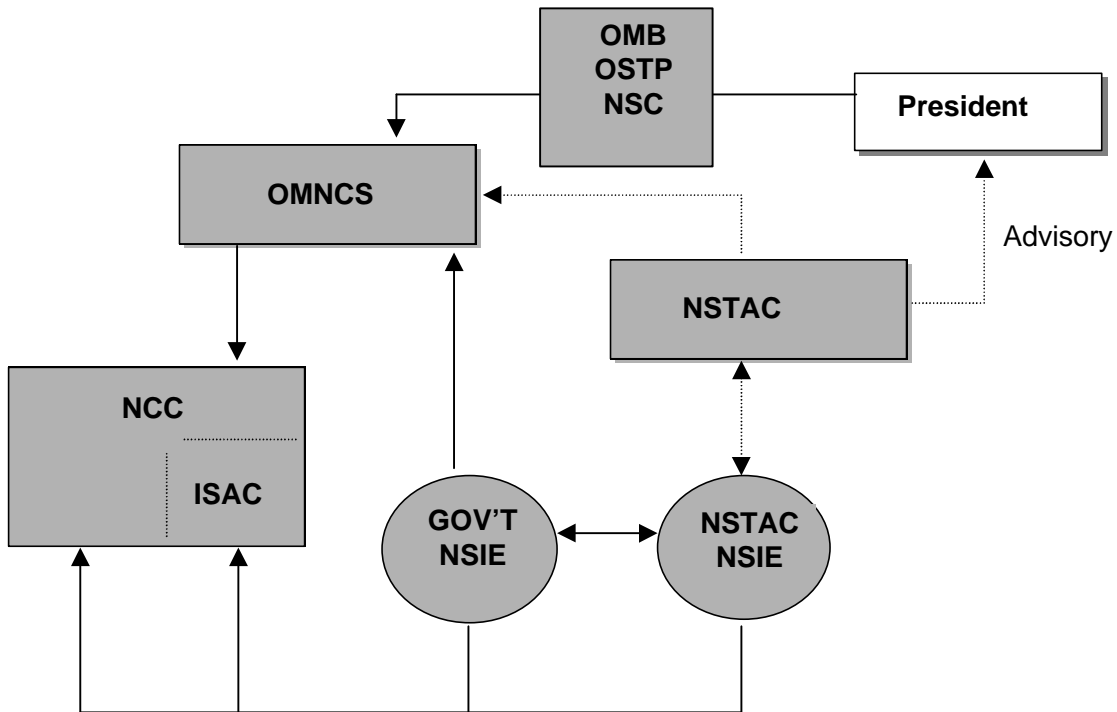 OMB
OSTP
NSC
President
OMNCS
Advisory
NSTAC
NCC
ISAC
GOV'T
NSIE
NSTAC
NSIE